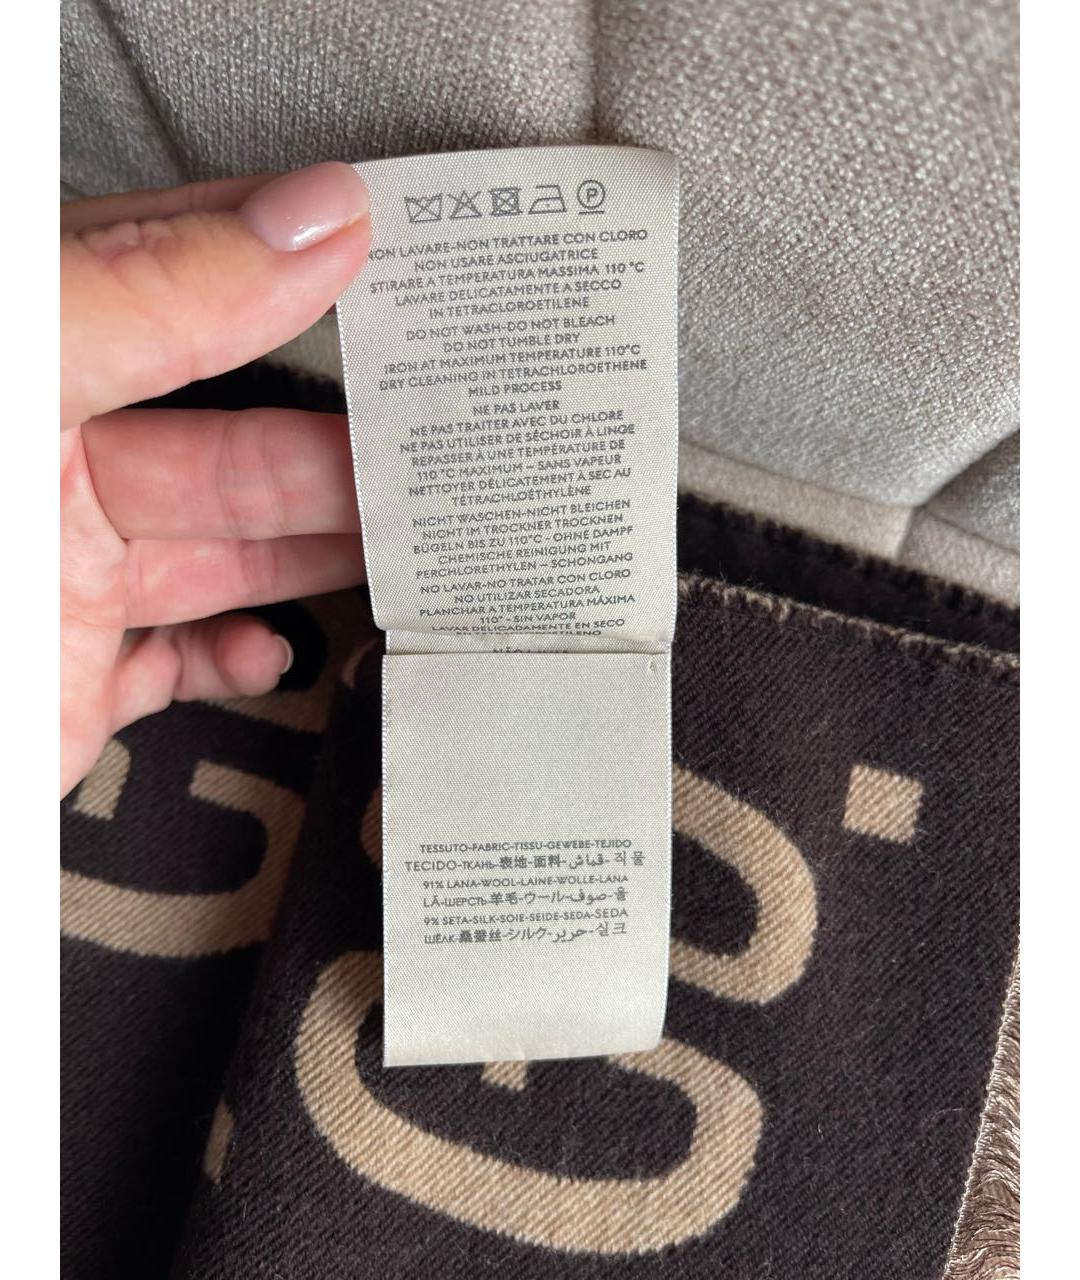 P
NON LAVARE-NON TRATTARE CON CLORO
NON USARE ASCIUGATRICE
STIRARE A TEMPERATURA MASSIMA 110 °C
LAVARE DELICATAMENTE A SECCO
IN TETRACLOROETILENE
DO NOT WASH-DO NOT BLEACH
DO NOT TUMBLE DRY
IRON AT MAXIMUM TEMPERATURE 110°C
DRY CLEANING IN TETRACHLOROETHENE
MILD PROCESS
NE PAS LAVER
NE PAS TRAITER AVEC DU CHLORE
NE PAS UTILISER DE SÉCHOIR À LINGE
REPASSER À UNE TEMPÉRATURE DE
110 °C MAXIMUM – SANS VAPEUR
NETTOYER DÉLICATEMENT À SEC AU
TÉTRACHLOÉTHYLÈNE
NICHT WASCHEN-NICHT BLEICHEN
NICHT IM TROCKNER TROCKNEN
BÜGELN BIS ZU 110°C - OHNE DAMPF
CHEMISCHE REINIGUNG MIT
PERCHLORETHYLEN – SCHONGANG
NO LAVAR-NO TRATAR CON CLORO
NO UTILIZAR SECADORA
PLANCHAR A TEMPERATURA MÁXIMA
110° - SIN VAPOR
LAVAR DELICADAMENTE EN SECO
TESSUTO-FABRIC-TISSU-GEWEBE-TEJIDO
TECIDO-ТКАНЬ-表地-面料-قماش-직물
91% LANA-WOOL-LAINE-WOLLE-LANA
LÃ-ШЕРСТЬ-羊毛-ウール-صوف-울
9% SETA-SILK-SOIE-SEIDE-SEDA-SEDA
ШЁЛК-桑蚕丝-シルク-حرير-실크